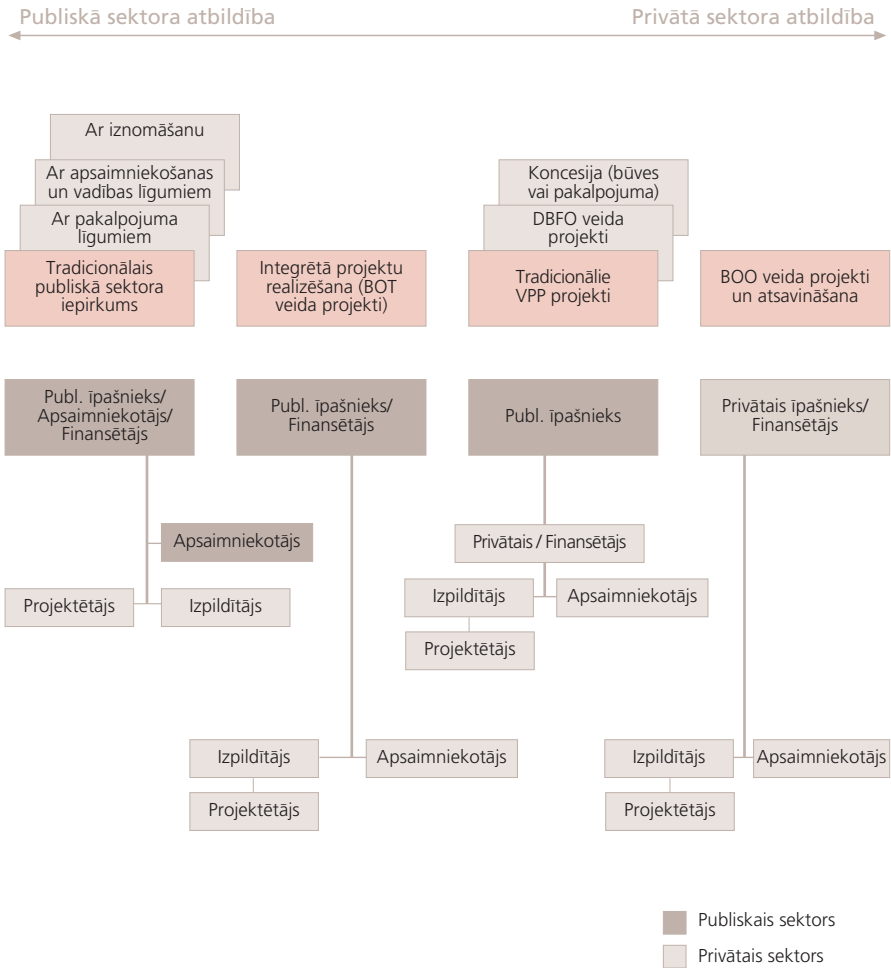 Publiskā sektora atbildība
Privātā sektora atbildība
Ar iznomāšanu
Ar apsaimniekošanas
un vadības līgumiem
Ar pakalpojuma
līgumiem
Tradicionālais
publiskā sektora
iepirkums
Integrētā projektu
realizēšana (BOT
veida projekti)
Koncesija (būves
vai pakalpojuma)
DBFO veida
projekti
Tradicionālie
VPP projekti
BOO veida projekti
un atsavināšana
Publ. īpašnieks/
Apsaimniekotājs/
Finansētājs
Publ. īpašnieks/
Finansētājs
Publ. īpašnieks
Privātais īpašnieks/
Finansētājs
Apsaimniekotājs
Projektētājs
Izpildītājs
Privātais / Finansētājs
Izpildītājs
Apsaimniekotājs
Projektētājs
Izpildītājs
Apsaimniekotājs
Projektētājs
Izpildītājs
Apsaimniekotājs
Projektētājs
Publiskais sektors
Privātais sektors